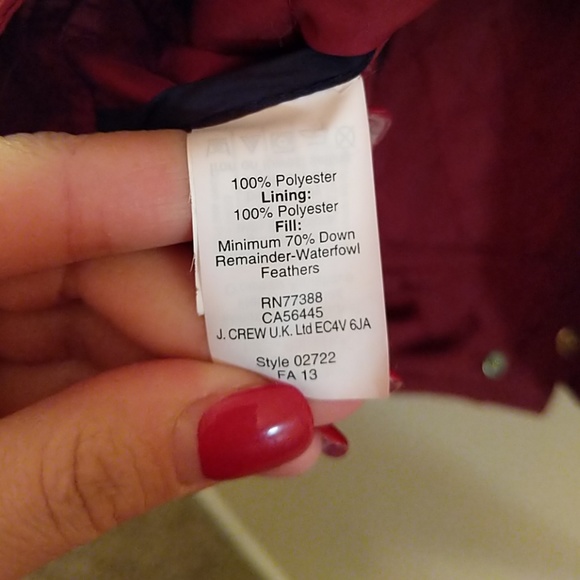 100% Polyester
Lining:
100% Polyester
Fill:
Minimum 70% Down
Remainder-Waterfowl
Feathers
RN77388
CA56445
J. CREW U.K. Ltd EC4V 6JA
Style 02722
FA 13